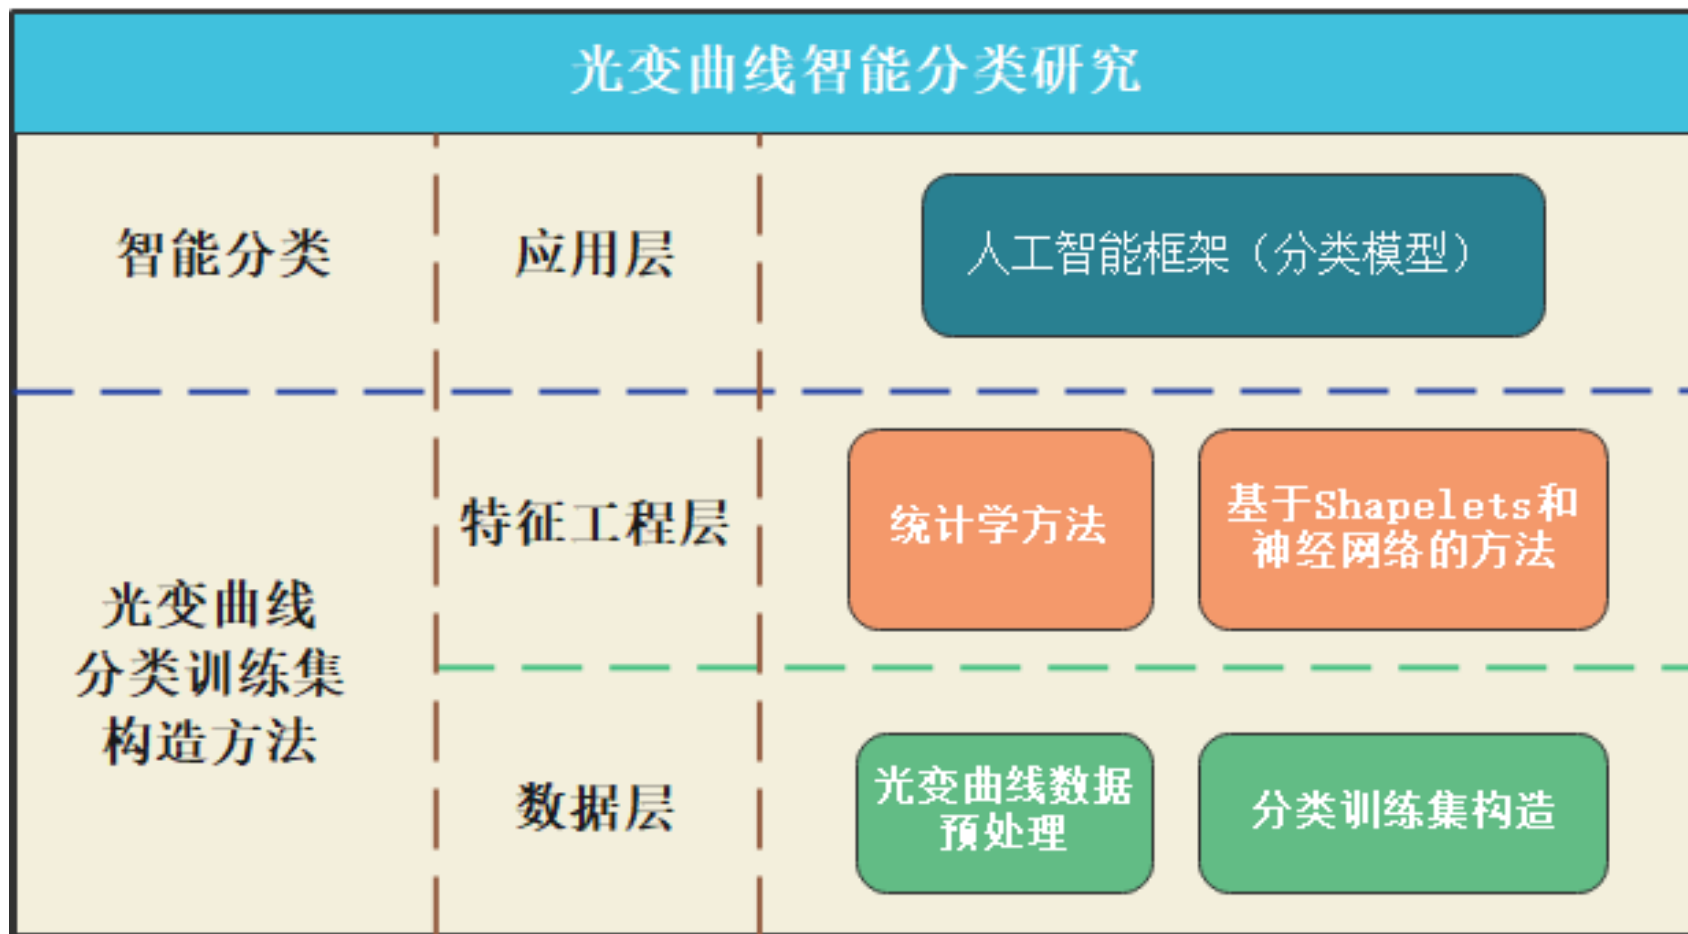 光变曲线智能分类研究
智能分类
应用层
人工智能框架（分类模型）
光变曲线
分类训练集
构造方法
特征工程层
统计学方法
基于Shapelets和
神经网络的方法
数据层
光变曲线数据
预处理
分类训练集构造